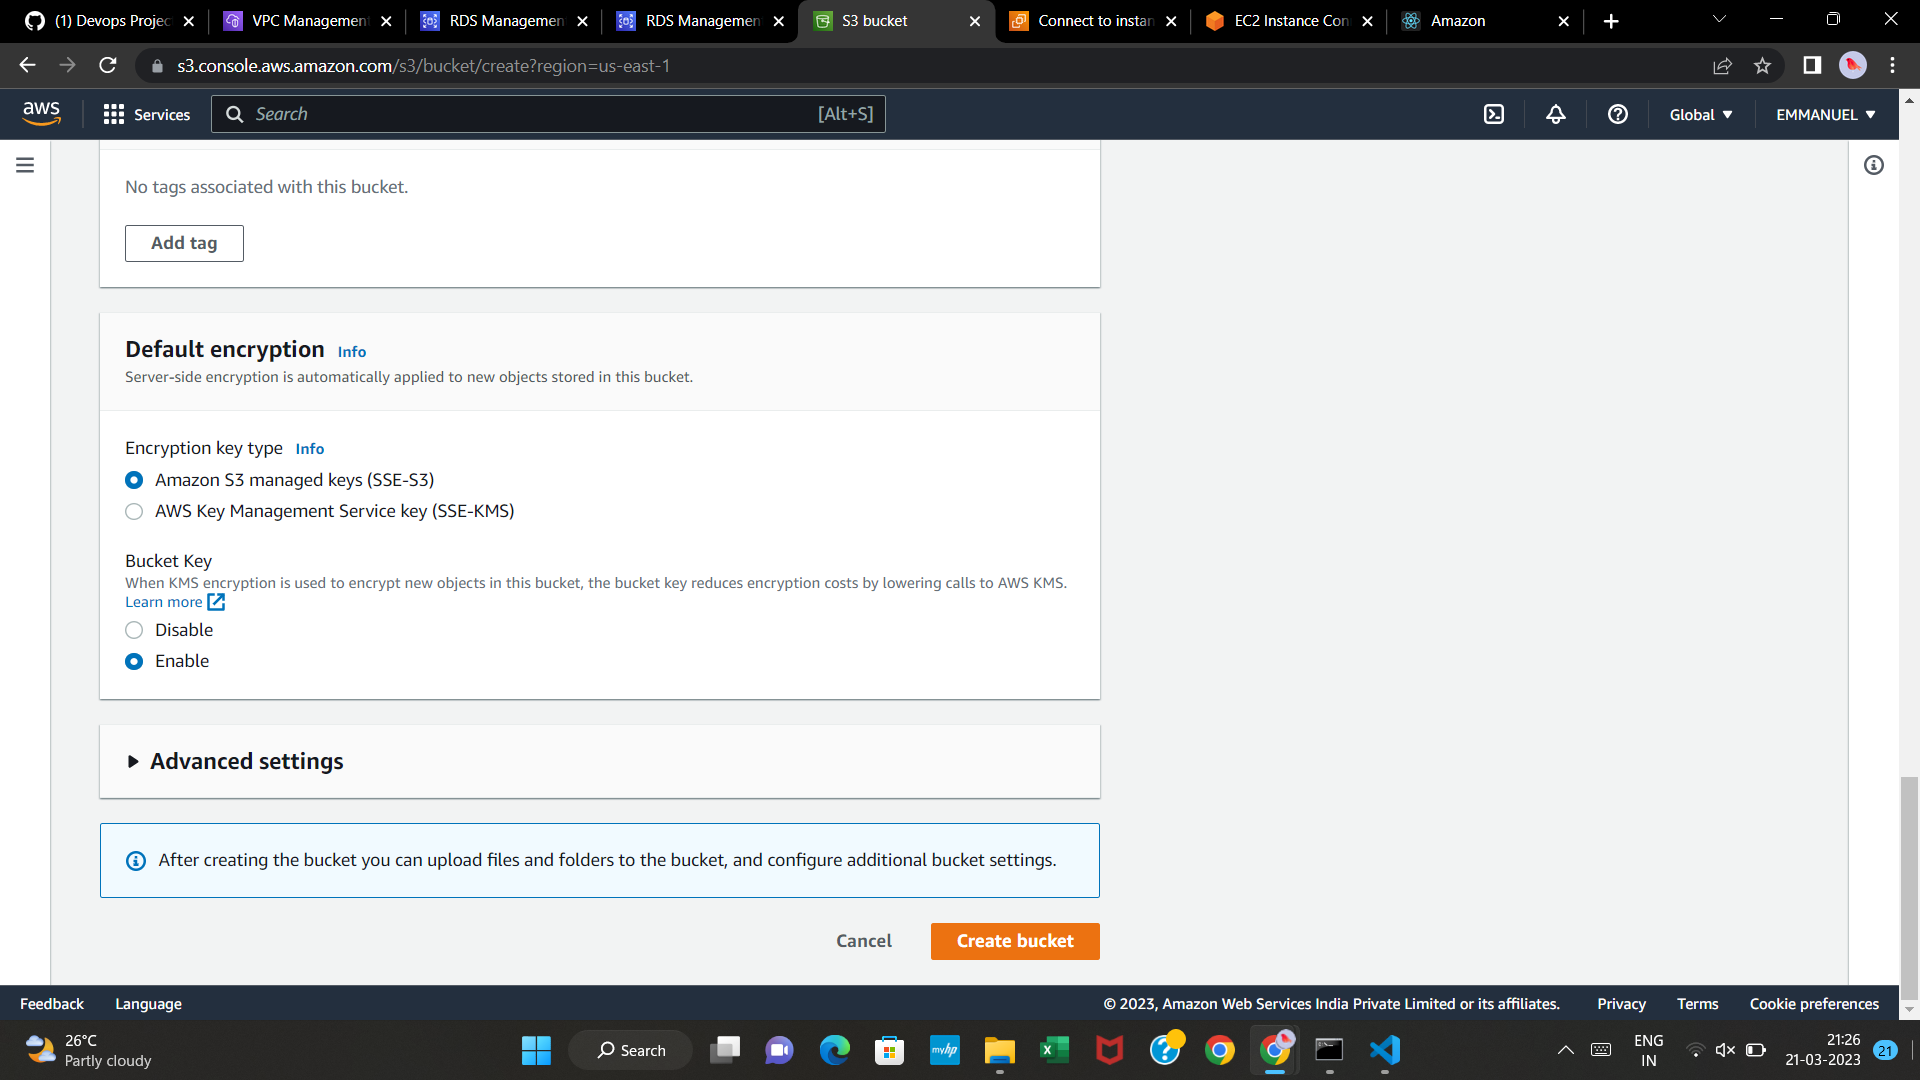 (1) Devops Projec
VPC Management
RDS Management
RDS Management
S3 bucket
Connect to instan
EC2 Instance Con
Amazon
s3.console.aws.amazon.com/s3/bucket/create?region=us-east-1
aws
Services
Search
[Alt+S]
Global
EMMANUEL
No tags associated with this bucket.
Add tag
Default encryption Info
Server-side encryption is automatically applied to new objects stored in this bucket.
Encryption key type Info
Amazon S3 managed keys (SSE-S3)
AWS Key Management Service key (SSE-KMS)
Bucket Key
When KMS encryption is used to encrypt new objects in this bucket, the bucket key reduces encryption costs by lowering calls to AWS KMS.
Learn more
Disable
Enable
Advanced settings
After creating the bucket you can upload files and folders to the bucket, and configure additional bucket settings.
Cancel
Create bucket
Feedback
Language
© 2023, Amazon Web Services India Private Limited or its affiliates.
Privacy
Terms
Cookie preferences
26°C
Partly cloudy
Search
myhp
ENG
IN
21:26
21-03-2023
21